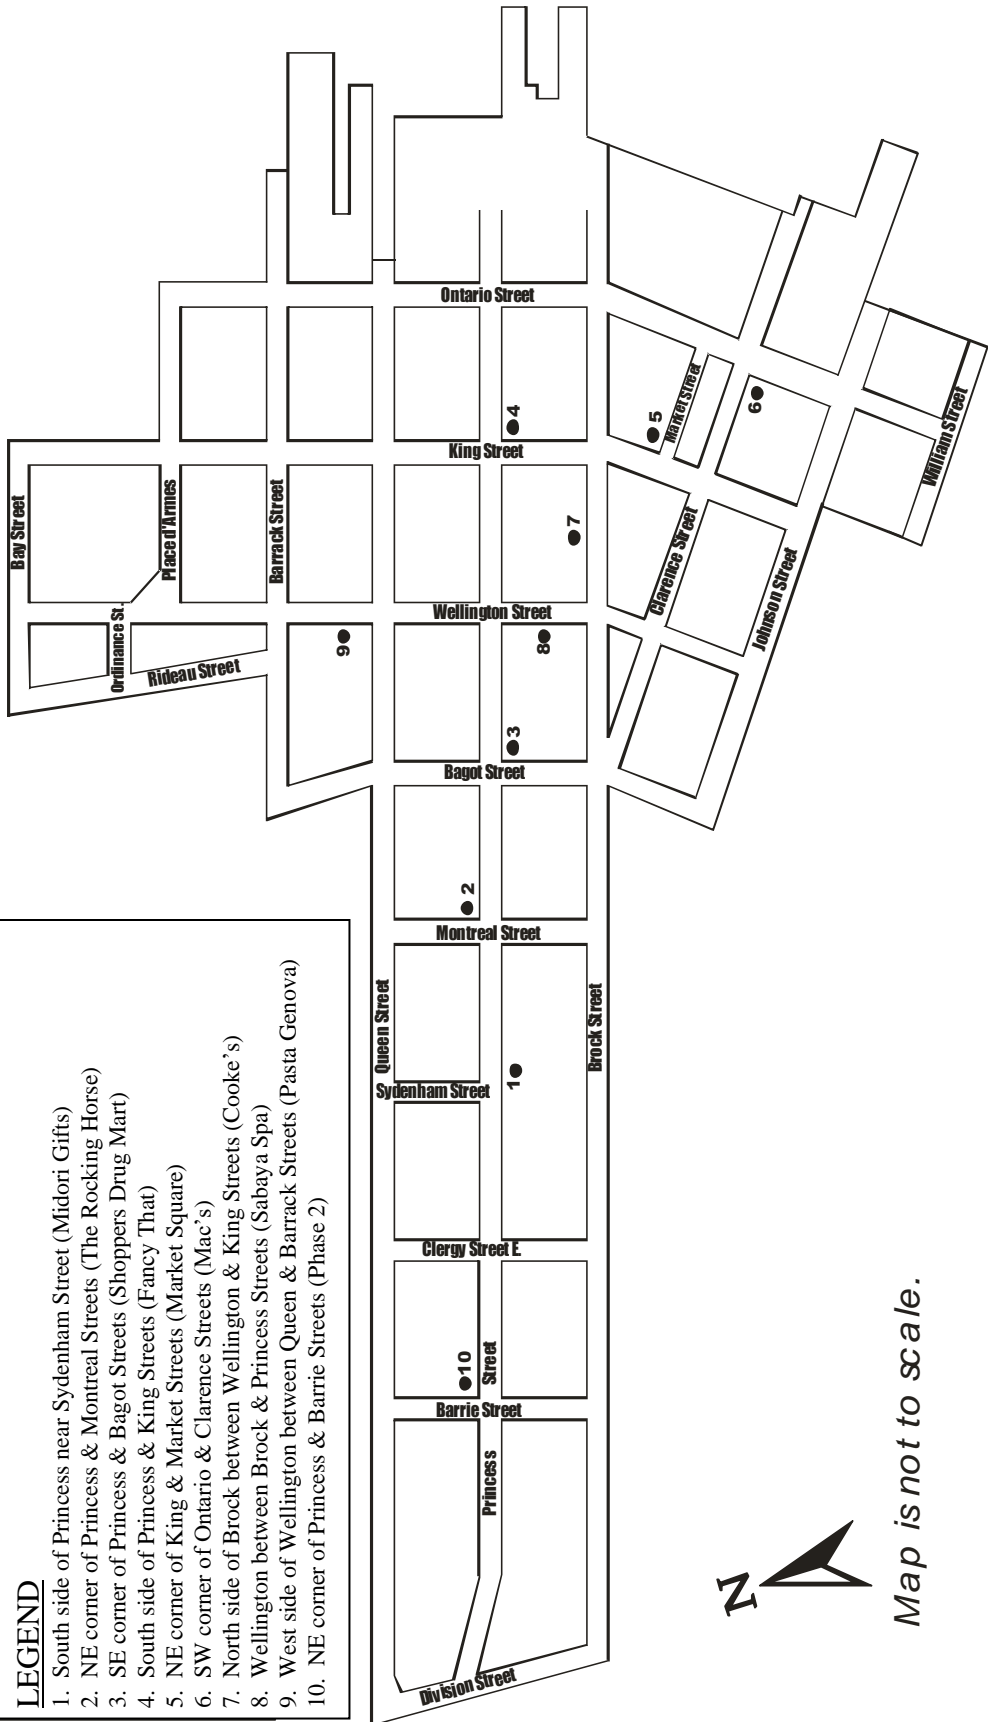 LEGEND
1. South side of Princess near Sydenham Street (Midori Gifts)
2. NE corner of Princess & Montreal Streets (The Rocking Horse)
3. SE corner of Princess & Bagot Streets (Shoppers Drug Mart)
4. South side of Princess & King Streets (Fancy That)
5. NE corner of King & Market Streets (Market Square)
6. SW corner of Ontario & Clarence Streets (Mac's)
7. North side of Brock between Wellington & King Streets (Cooke's)
8. Wellington between Brock & Princess Streets (Sabaya Spa)
9. West side of Wellington between Queen & Barrack Streets (Pasta Genova)
10. NE corner of Princess & Barrie Streets (Phase 2)
Bay Street
Ordinance St.
Place d'Armes
Rideau Street
Barrack Street
Ontario Street
King Street
Wellington Street
Bagot Street
Montreal Street
Queen Street
Sydenham Street
Brock Street
Clergy Street E.
Barrie Street
Princess
Street
Division Street
Market Street
Clarence Street
Johnson Street
William Street
1
2
3
4
5
6
7
8
9
10
N
Map is not to scale.